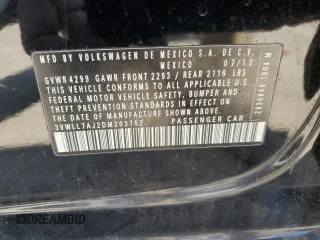 MFD. BY VOLKSWAGEN DE MEXICO S.A. DE C.V.
MEXICO 07/12
GVWR 4299 GAWR FRONT 2293 / REAR 2116 LBS
THIS VEHICLE CONFORMS TO ALL APPLICABLE
FEDERAL MOTOR VEHICLE SAFETY, BUMPER AND
THEFT PREVENTION STANDARDS IN EFFECT ON THE
DATE OF MANUFACTURE SHOWN ABOVE
3VWLL7AJ2DM203752 PASSENGER CAR
© DREAMBID